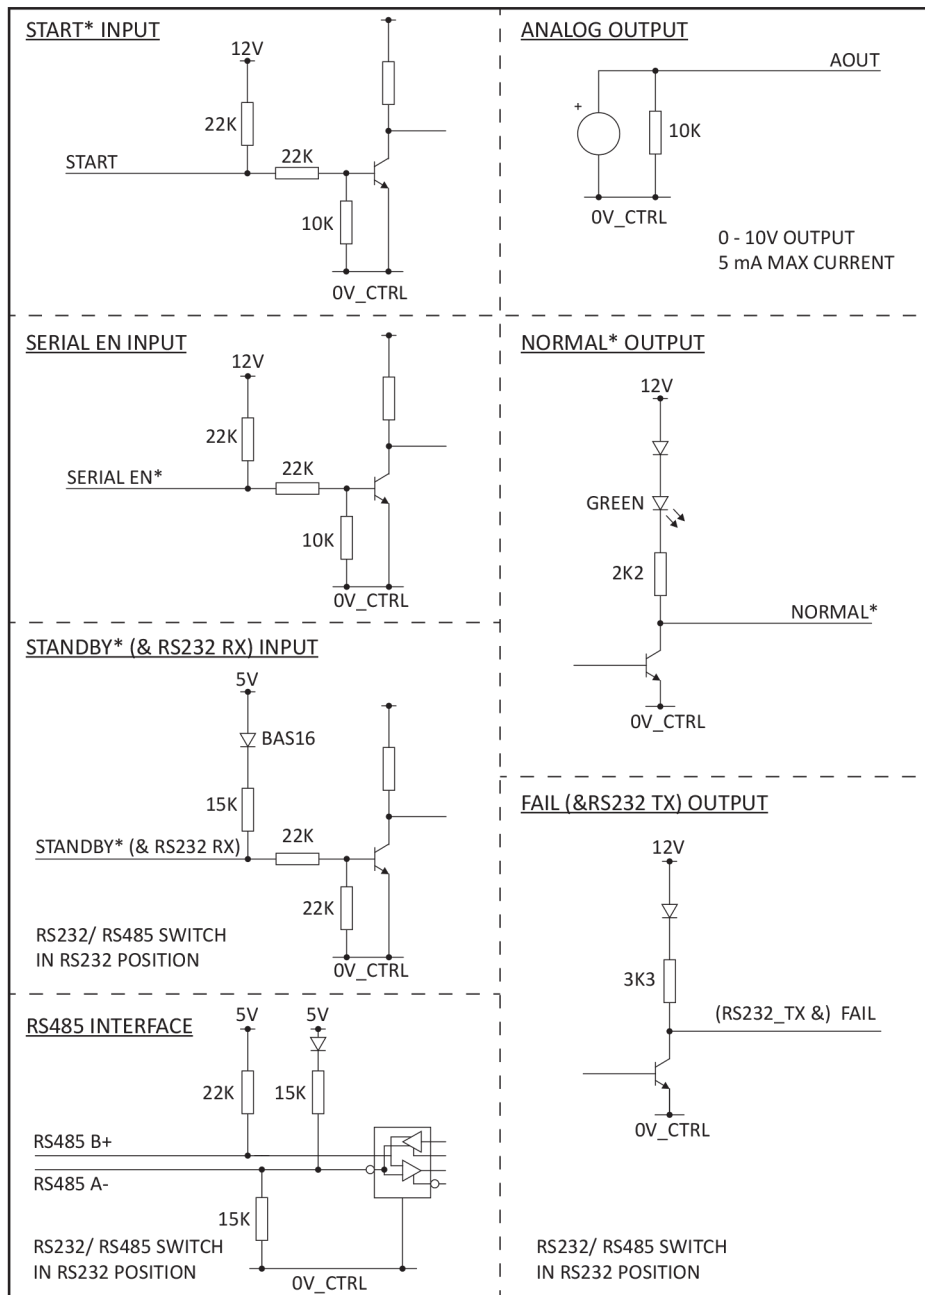 START* INPUT
12V
22K
START
22K
10K
0V_CTRL
SERIAL EN INPUT
12V
22K
SERIAL EN*
22K
10K
0V_CTRL
STANDBY* (& RS232 RX) INPUT
5V
BAS16
15K
STANDBY* (& RS232 RX)
22K
22K
RS232/ RS485 SWITCH
IN RS232 POSITION
0V_CTRL
RS485 INTERFACE
5V
5V
22K
15K
RS485 B+
RS485 A-
15K
RS232/ RS485 SWITCH
IN RS232 POSITION
0V_CTRL
ANALOG OUTPUT
AOUT
+
10K
0V_CTRL
0 - 10V OUTPUT
5 mA MAX CURRENT
NORMAL* OUTPUT
12V
GREEN
2K2
NORMAL*
0V_CTRL
FAIL (&RS232 TX) OUTPUT
12V
3K3
(RS232_TX &) FAIL
0V_CTRL
RS232/ RS485 SWITCH
IN RS232 POSITION